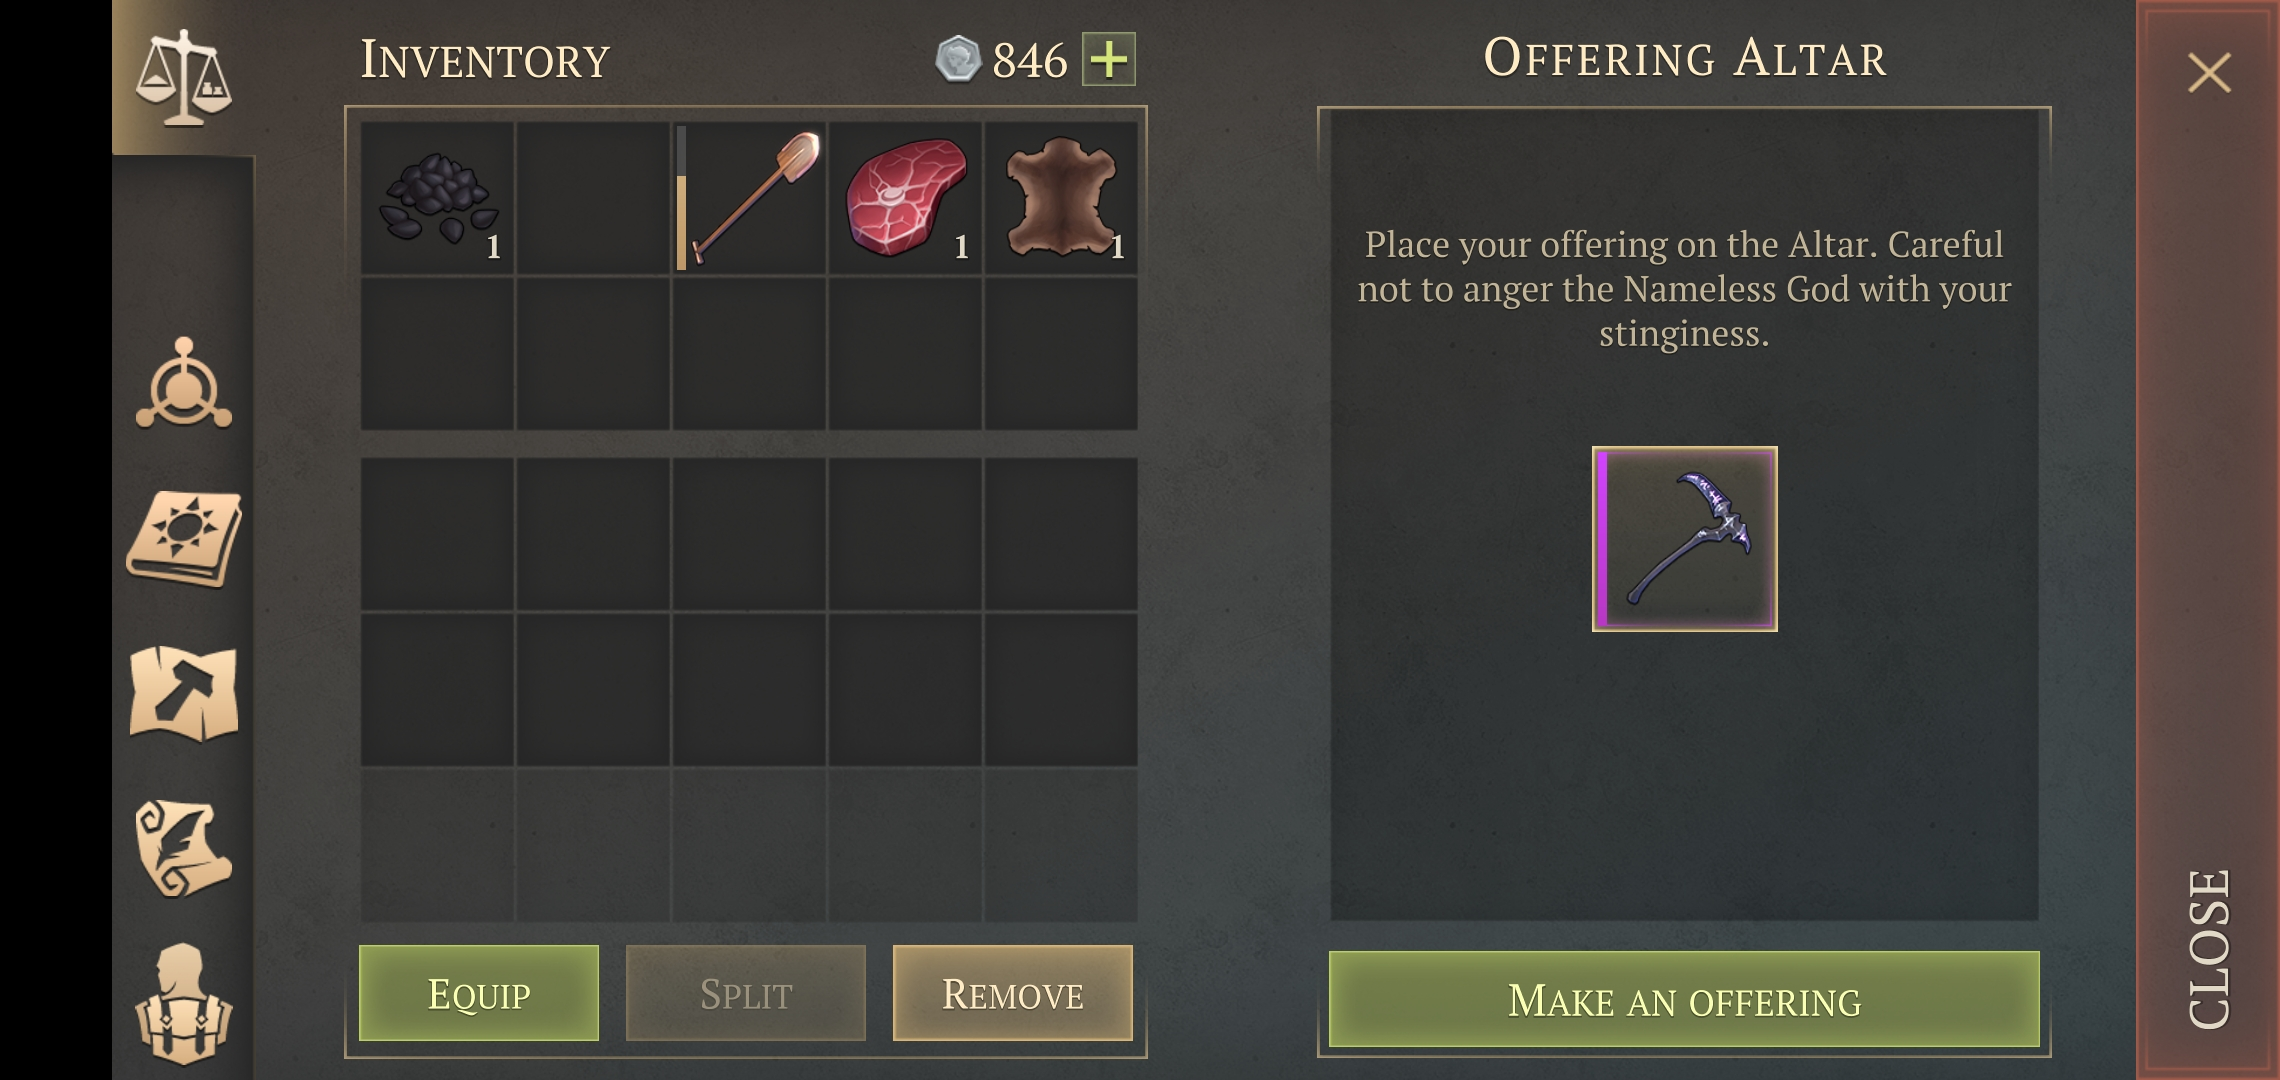 INVENTORY
846
OFFERING ALTAR
1
1
1
Place your offering on the Altar. Careful
not to anger the Nameless God with your
stinginess.
EQUIP
SPLIT
REMOVE
MAKE AN OFFERING
CLOSE